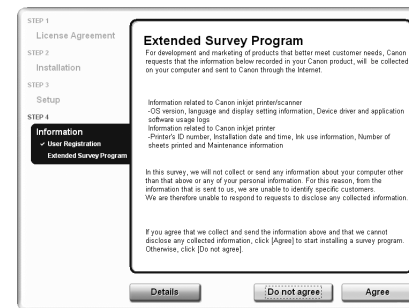 STEP 1
License Agreement
STEP 2
Installation
STEP 3
Setup
STEP 4
Information
User Registration
Extended Survey Program
Extended Survey Program
For development and marketing of products that better meet customer needs, Canon
requests that the information below recorded in your Canon product, will be collected
on your computer and sent to Canon through the Internet.
Information related to Canon inkjet printer/scanner
-OS version, language and display setting information, Device driver and application
software usage logs
Information related to Canon inkjet printer
-Printer's ID number, Installation date and time, Ink use information, Number of
sheets printed and Maintenance information
In this survey, we will not collect or send any information about your computer other
than that above or any of your personal information. For this reason, from the
information that is sent to us, we are unable to identify specific customers.
We are therefore unable to respond to requests to disclose any collected information.
If you agree that we collect and send the information above and that we cannot
disclose any collected information, click [Agree] to start installing a survey program.
Otherwise, click [Do not agree].
Details
Do not agree
Agree